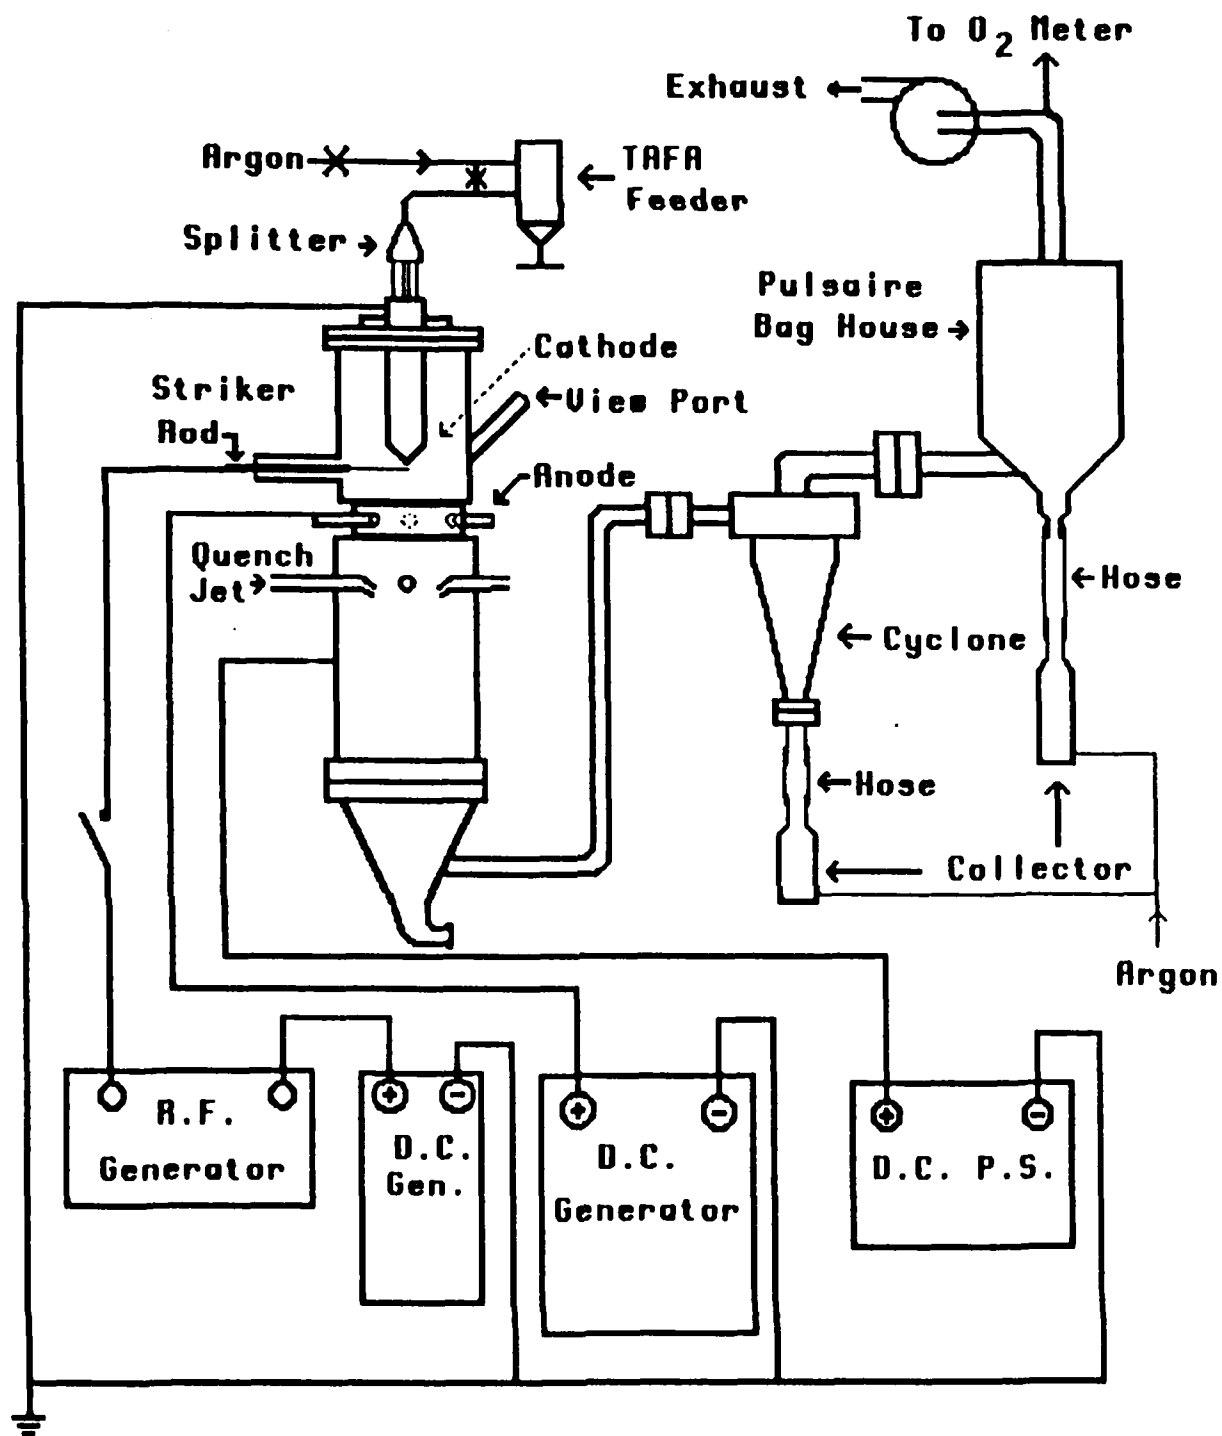 To O2 Meter
Exhaust
Argon
TAFA
Feeder
Splitter
Pulsaire
Bag House
Cathode
View Port
Striker
Rod
Anode
Quench
Jet
Hose
Cyclone
Hose
Collector
Argon
R.F.
Generator
+ −
D.C.
Gen.
+ −
D.C.
Generator
+ −
D.C. P.S.